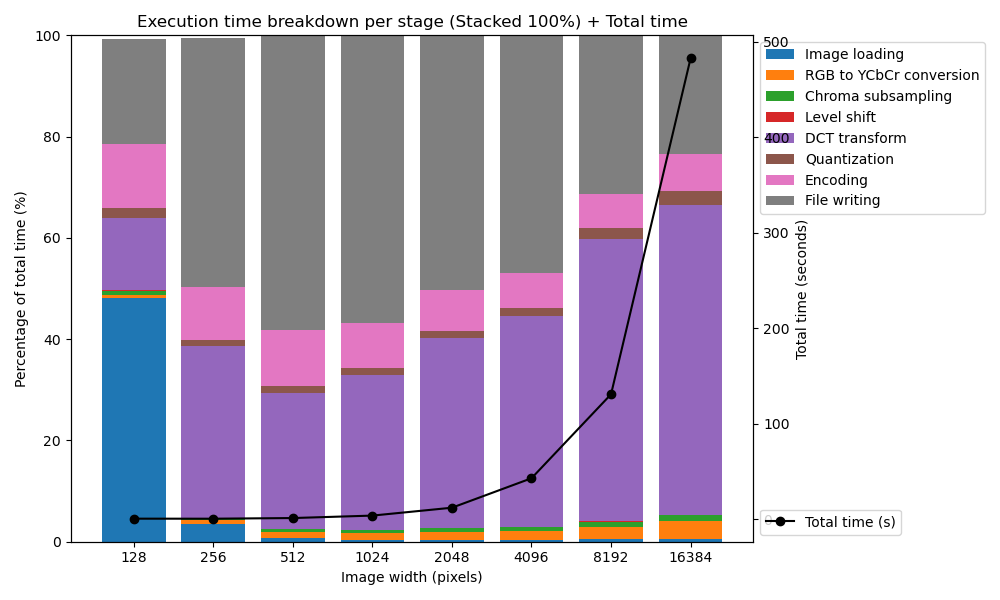 Execution time breakdown per stage (Stacked 100%) + Total time
100
80
60
40
20
0
Percentage of total time (%)
128 256 512 1024 2048 4096 8192 16384
Image width (pixels)
500
400
300
200
100
0
Total time (seconds)
Image loading
RGB to YCbCr conversion
Chroma subsampling
Level shift
DCT transform
Quantization
Encoding
File writing
Total time (s)